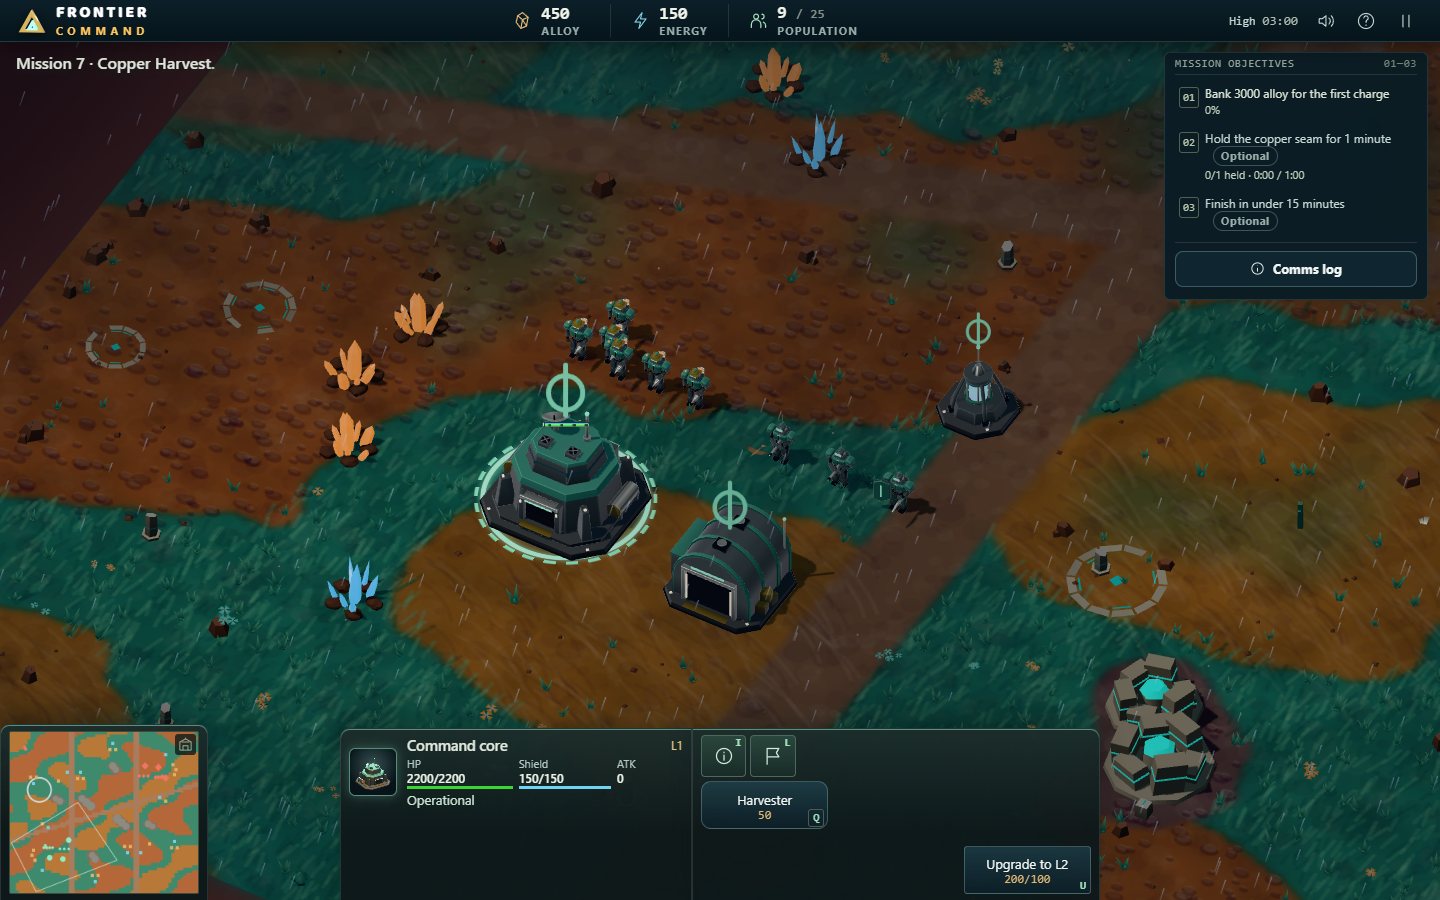 FRONTIER
COMMAND
450
ALLOY
150
ENERGY
9 / 25
POPULATION
High 03:00
Mission 7 · Copper Harvest.
MISSION OBJECTIVES 01—03
01 Bank 3000 alloy for the first charge
0%
02 Hold the copper seam for 1 minute
Optional
0/1 held · 0:00 / 1:00
03 Finish in under 15 minutes
Optional
Comms log
Command core L1
HP Shield ATK
2200/2200 150/150 0
Operational
I L
Harvester
50
Q
Upgrade to L2
200/100
U